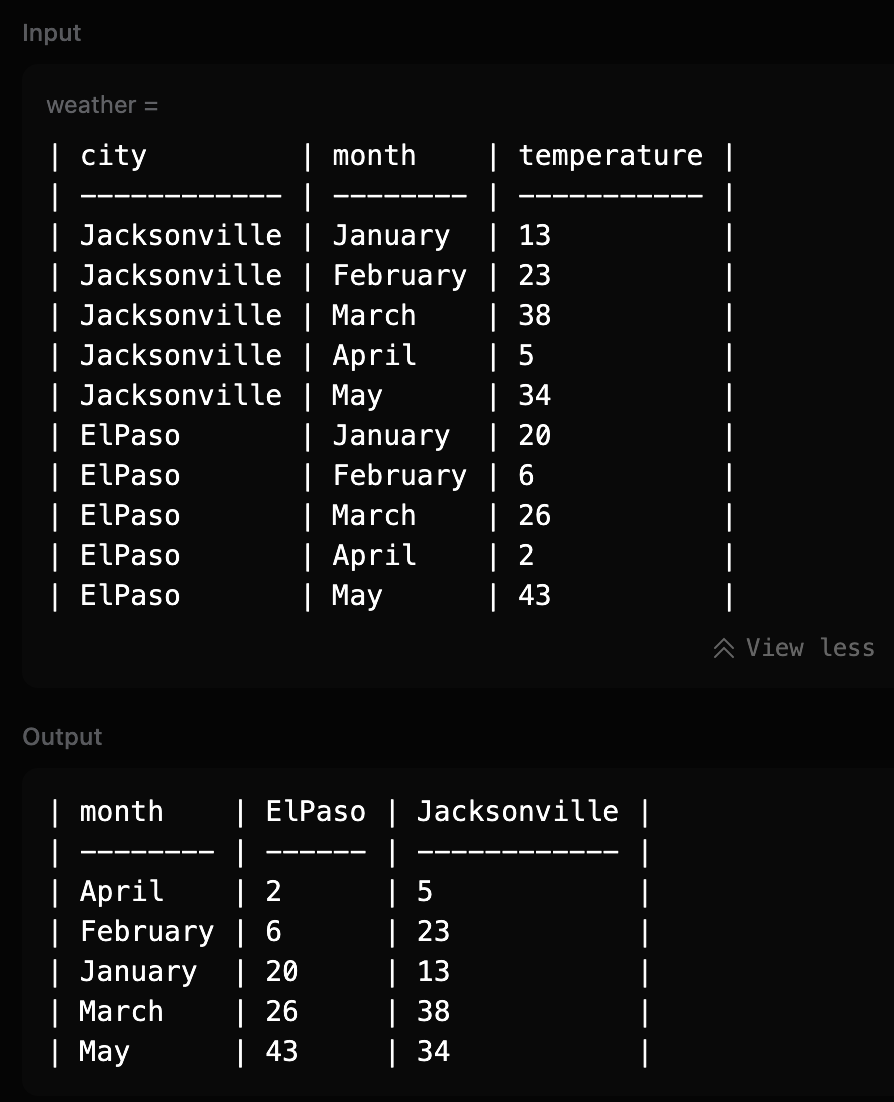 Input
weather =
| city         | month    | temperature |
| ------------ | -------- | ----------- |
| Jacksonville | January  | 13          |
| Jacksonville | February | 23          |
| Jacksonville | March    | 38          |
| Jacksonville | April    | 5           |
| Jacksonville | May      | 34          |
| ElPaso       | January  | 20          |
| ElPaso       | February | 6           |
| ElPaso       | March    | 26          |
| ElPaso       | April    | 2           |
| ElPaso       | May      | 43          |
View less
Output
| month    | ElPaso | Jacksonville |
| -------- | ------ | ------------ |
| April    | 2      | 5            |
| February | 6      | 23           |
| January  | 20     | 13           |
| March    | 26     | 38           |
| May      | 43     | 34           |